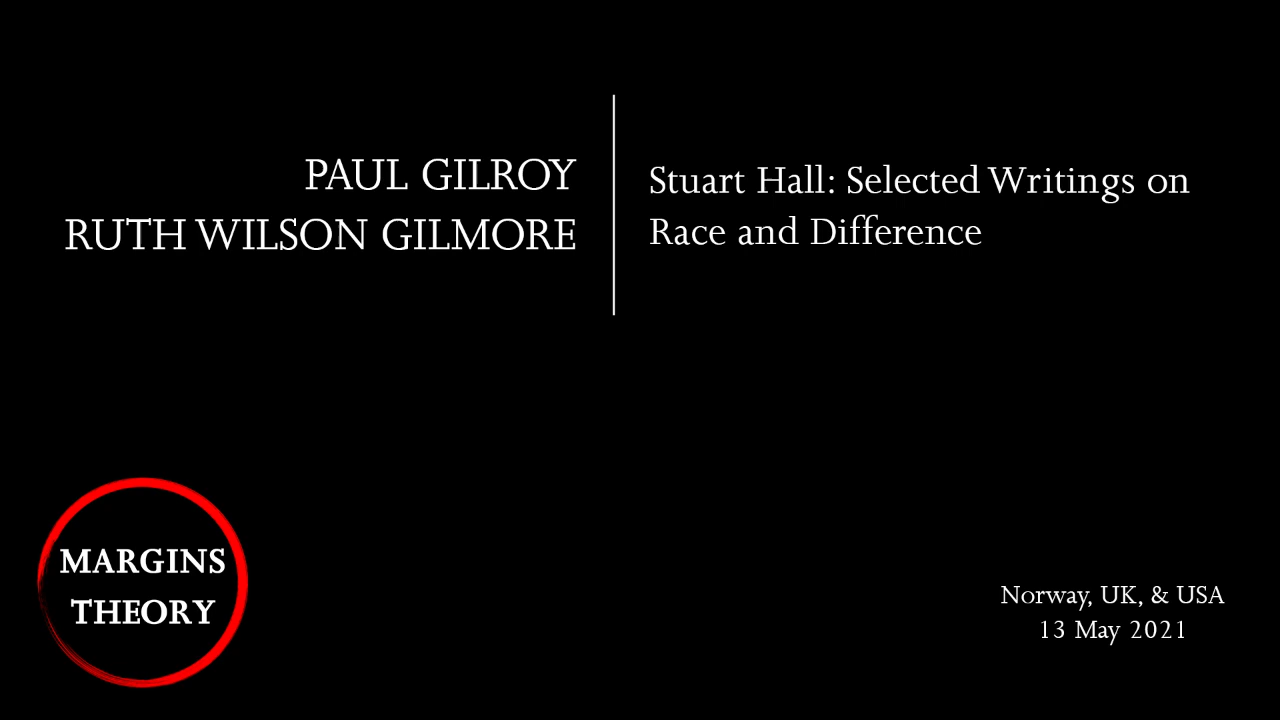 PAUL GILROY
RUTH WILSON GILMORE
Stuart Hall: Selected Writings on
Race and Difference
MARGINS
THEORY
Norway, UK, & USA
13 May 2021